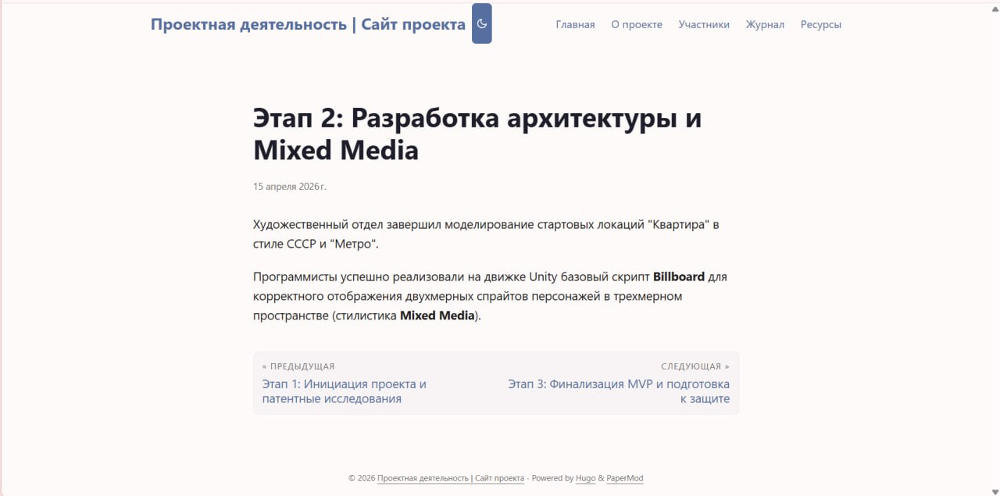 Проектная деятельность | Сайт проекта
Главная О проекте Участники Журнал Ресурсы
Этап 2: Разработка архитектуры и
Mixed Media
15 апреля 2026 г.
Художественный отдел завершил моделирование стартовых локаций "Квартира" в
стиле СССР и "Метро".
Программисты успешно реализовали на движке Unity базовый скрипт Billboard для
корректного отображения двухмерных спрайтов персонажей в трехмерном
пространстве (стилистика Mixed Media).
« ПРЕДЫДУЩАЯ
Этап 1: Инициация проекта и
патентные исследования
СЛЕДУЮЩАЯ »
Этап 3: Финализация MVP и подготовка
к защите
© 2026 Проектная деятельность | Сайт проекта · Powered by Hugo & PaperMod